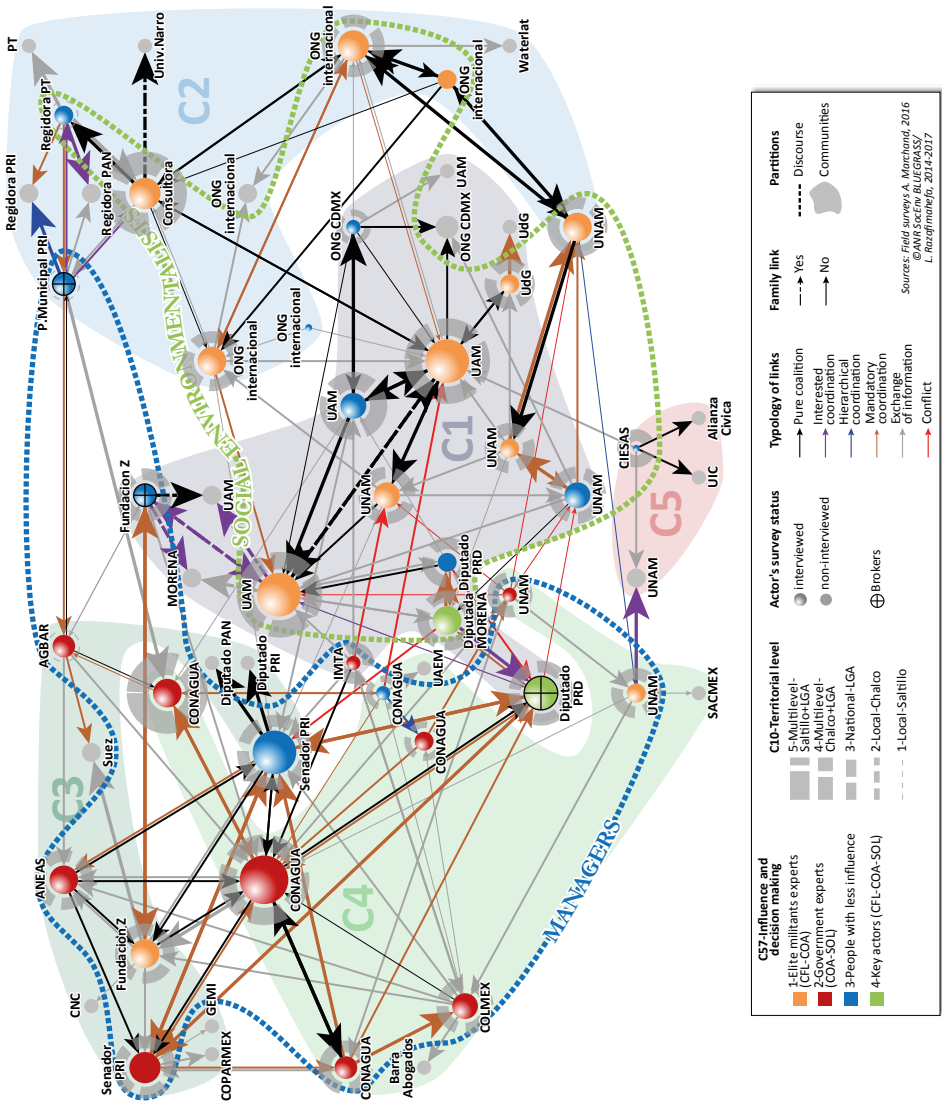 PT
Univ.Narro
ONG
internacional
Waterlat
Regidora PT
C2
ONG
internacional
Regidora PRI
Regidora PAN
Consultora
ONG
internacional
ONG CDMX
UAM
ONG CDMX
UdG
UNAM
P.Municipal PRI
SOCIAL-ENVIRONMENTALISTS
ONG
internacional
ONG
internacional
UdG
UAM
UAM
C1
UNAM
CIESAS
Alianza
Cívica
UIC
C5
Fundacion Z
UAM
UNAM
UNAM
MORENA
UAM
Diputado
PRD
Diputada
MORENA
UNAM
UNAM
AGBAR
CONAGUA
Diputado PAN
Diputado
PRI
IMTA
CONAGUA
UAEM
Diputado
PRD
UNAM
SACMEX
Suez
C3
Senador PRI
CONAGUA
ANEAS
CONAGUA
C4
MANAGERS
Fundación Z
CNC
GEMI
Senador
PRI
COPARMEX
CONAGUA
Barra
Abogados
COLMEX
C57-Influence and
decision making
1-Elite militants experts
(CFL-COA)
2-Government experts
(COA-SOL)
3-People with less influence
4-Key actors (CFL-COA-SOL)
C10-Territorial level
5-Multilevel-
Saltillo+LGA
4-Multilevel-
Chalco+LGA
3-National-LGA
2-Local-Chalco
1-Local-Saltillo
Actor's survey status
interviewed
non-interviewed
Brokers
Typology of links
Pure coalition
Interested
coordination
Hierarchical
coordination
Mandatory
coordination
Exchange
of information
Conflict
Family link
Yes
No
Partitions
Discourse
Communities
Sources: Field surveys A. Marchand, 2016
©ANR SocEnv BLUEGRASS/
L. Razafimahefa, 2014-2017